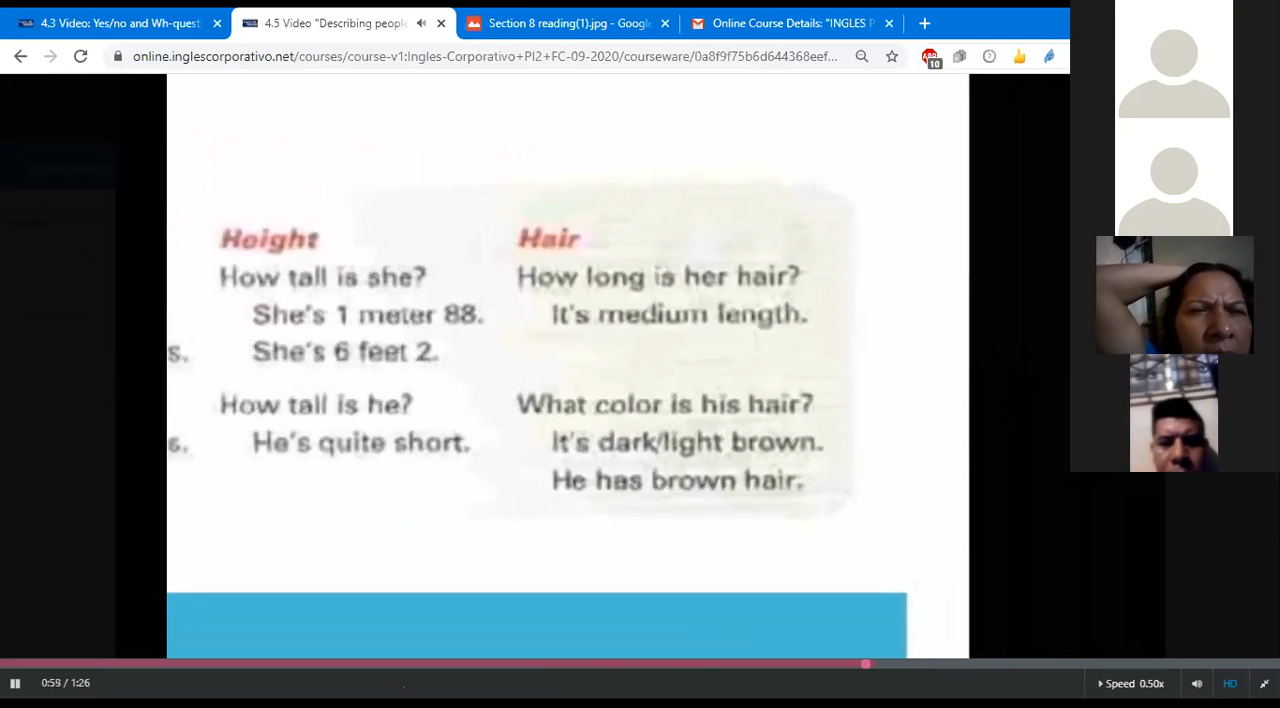 4.3 Video: Yes/no and Wh-quest
4.5 Video "Describing people
Section 8 reading(1).jpg - Googl
Online Course Details: "INGLES P
online.inglescorporativo.net/courses/course-v1:Ingles-Corporativo+PI2+FC-09-2020/courseware/0a8f9f75b6d644368eef...
10
Height
Hair
How tall is she?
How long is her hair?
She's 1 meter 88.
It's medium length.
s.
She's 6 feet 2.
How tall is he?
What color is his hair?
s.
He's quite short.
It's dark/light brown.
He has brown hair.
0:59 / 1:26
Speed 0.50x
HD